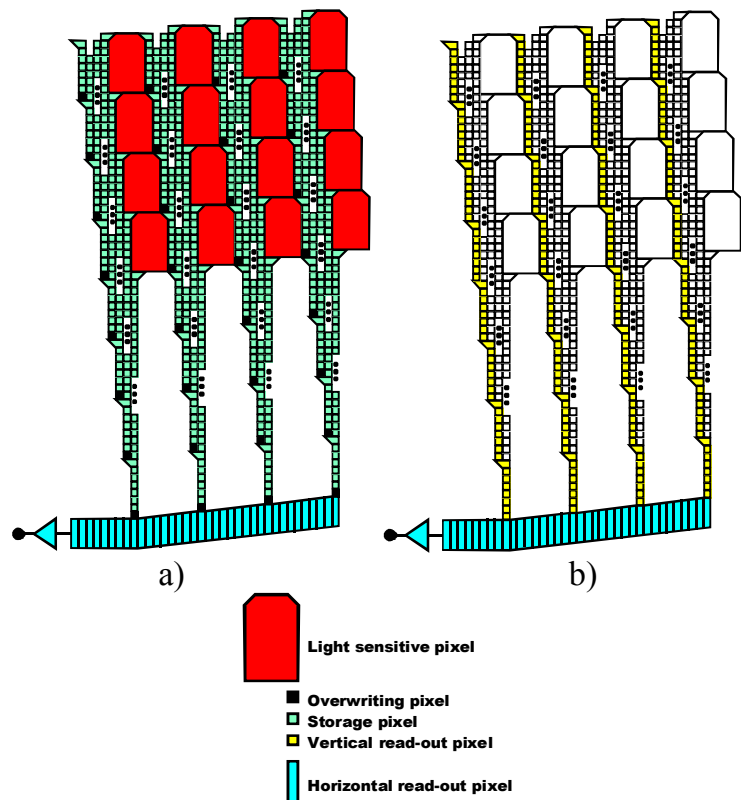 a)
b)
Light sensitive pixel
Overwriting pixel
Storage pixel
Vertical read-out pixel
Horizontal read-out pixel